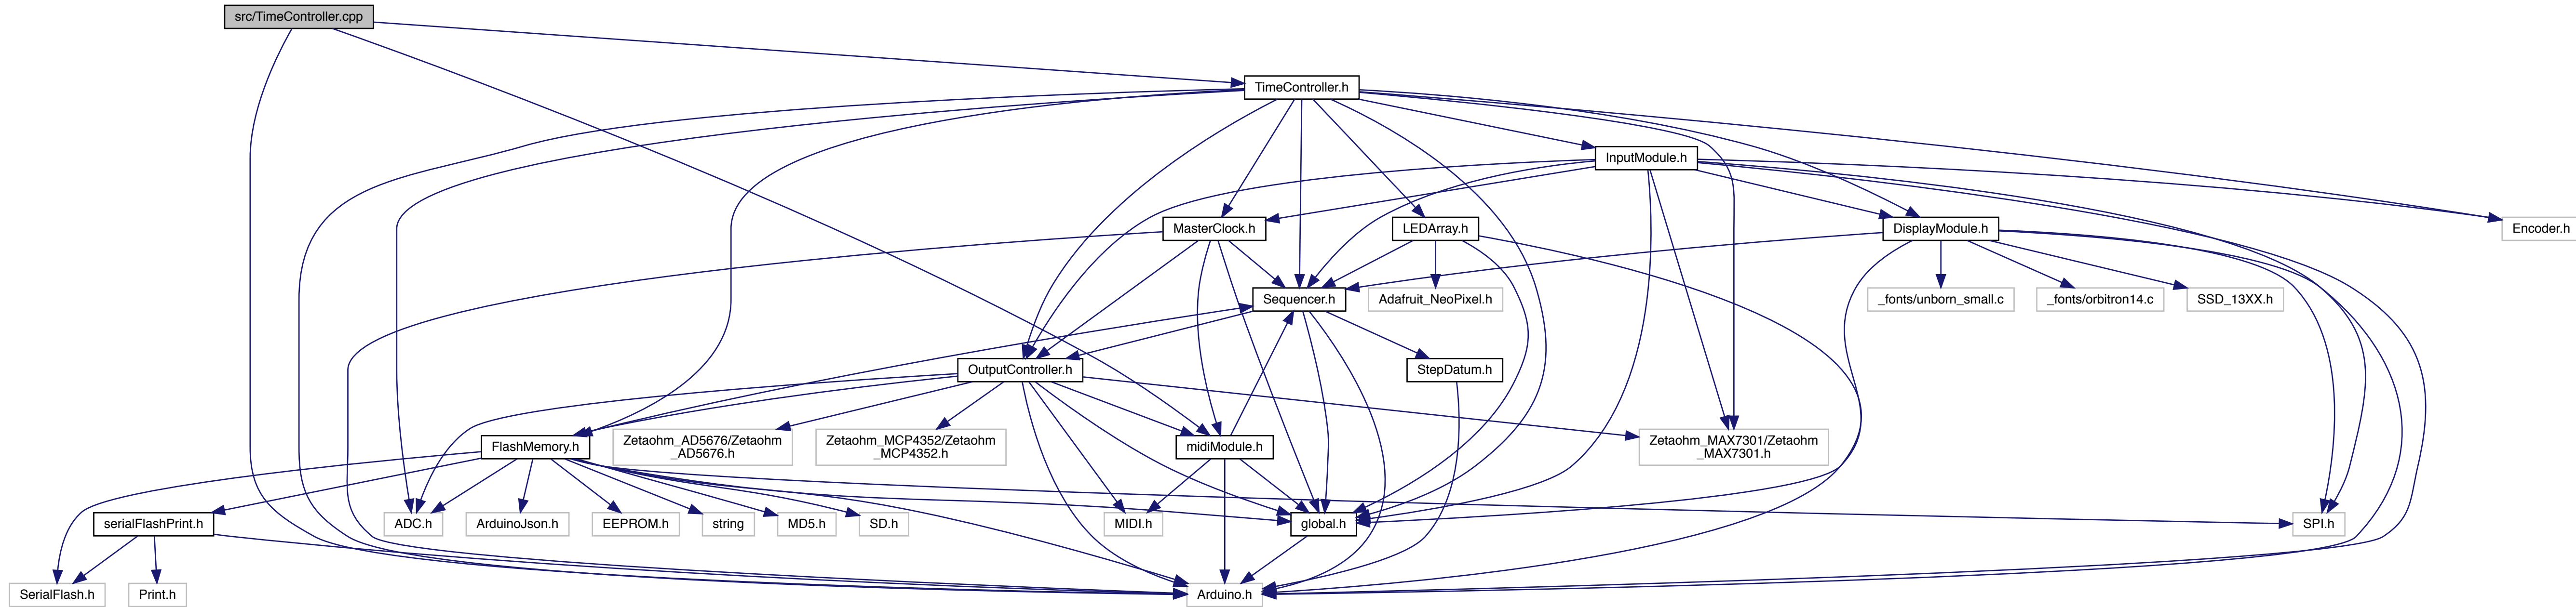 src/TimeController.cpp
TimeController.h
InputModule.h
MasterClock.h
LEDArray.h
DisplayModule.h
Encoder.h
Sequencer.h
Adafruit_NeoPixel.h
_fonts/unborn_small.c
_fonts/orbitron14.c
SSD_13XX.h
OutputController.h
StepDatum.h
FlashMemory.h
Zetaohm_AD5676/Zetaohm
_AD5676.h
Zetaohm_MCP4352/Zetaohm
_MCP4352.h
midiModule.h
Zetaohm_MAX7301/Zetaohm
_MAX7301.h
serialFlashPrint.h
ADC.h
ArduinoJson.h
EEPROM.h
string
MD5.h
SD.h
MIDI.h
global.h
SPI.h
SerialFlash.h
Print.h
Arduino.h